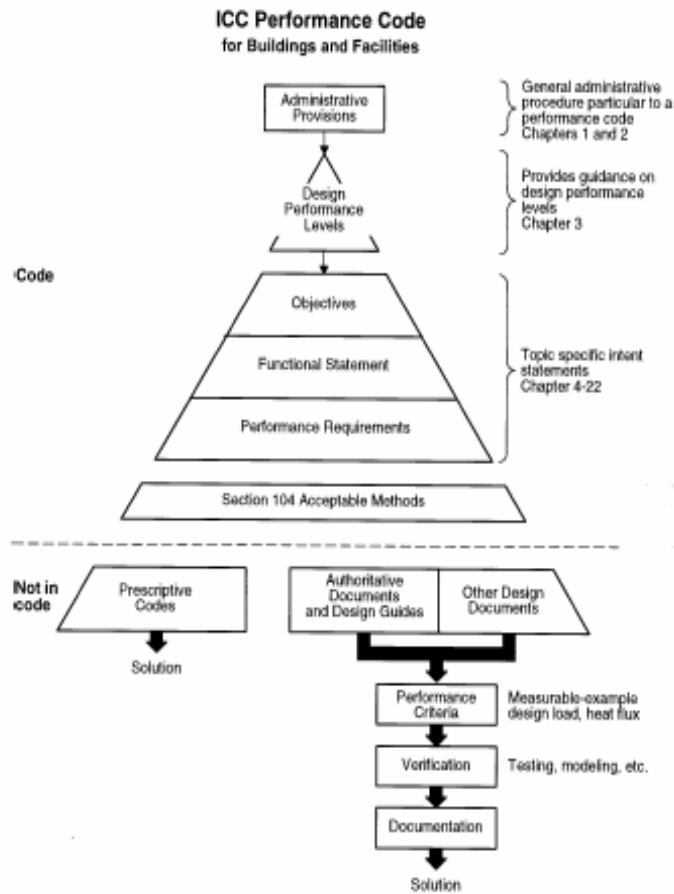 ICC Performance Code
for Buildings and Facilities
Administrative
Provisions
General administrative
procedure particular to a
performance code
Chapters 1 and 2
Design
Performance
Levels
Provides guidance on
design performance
levels
Chapter 3
Code
Objectives
Functional Statement
Performance Requirements
Topic specific intent
statements
Chapter 4-22
Section 104 Acceptable Methods
Not in
code
Prescriptive
Codes
Solution
Authoritative
Documents
and Design Guides
Other Design
Documents
Performance
Criteria
Measurable-example
design load, heat flux
Verification
Testing, modeling, etc.
Documentation
Solution